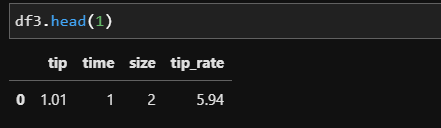 df3.head(1)
tip time size tip_rate
0 1.01 1 2 5.94